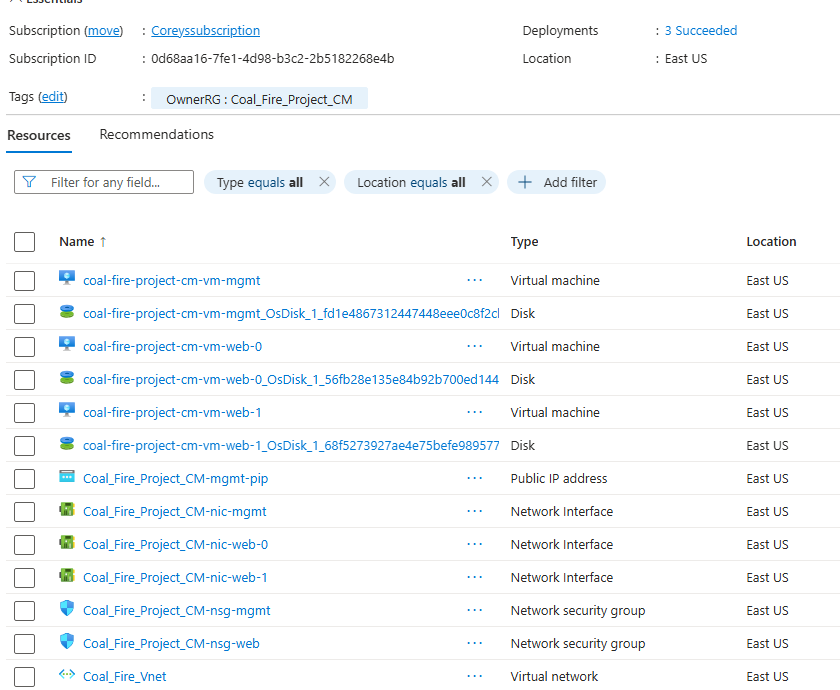 Essentials
Subscription (move) : Coreyssubscription Deployments : 3 Succeeded
Subscription ID : 0d68aa16-7fe1-4d98-b3c2-2b5182268e4b Location : East US
Tags (edit) : OwnerRG : Coal_Fire_Project_CM
Resources Recommendations
Filter for any field... Type equals all Location equals all Add filter
Name ↑ Type Location
coal-fire-project-cm-vm-mgmt ... Virtual machine East US
coal-fire-project-cm-vm-mgmt_OsDisk_1_fd1e4867312447448eee0c8f2cl Disk East US
coal-fire-project-cm-vm-web-0 ... Virtual machine East US
coal-fire-project-cm-vm-web-0_OsDisk_1_56fb28e135e84b92b700ed144 Disk East US
coal-fire-project-cm-vm-web-1 ... Virtual machine East US
coal-fire-project-cm-vm-web-1_OsDisk_1_68f5273927ae4e75befe989577 Disk East US
Coal_Fire_Project_CM-mgmt-pip ... Public IP address East US
Coal_Fire_Project_CM-nic-mgmt ... Network Interface East US
Coal_Fire_Project_CM-nic-web-0 ... Network Interface East US
Coal_Fire_Project_CM-nic-web-1 ... Network Interface East US
Coal_Fire_Project_CM-nsg-mgmt ... Network security group East US
Coal_Fire_Project_CM-nsg-web ... Network security group East US
Coal_Fire_Vnet ... Virtual network East US